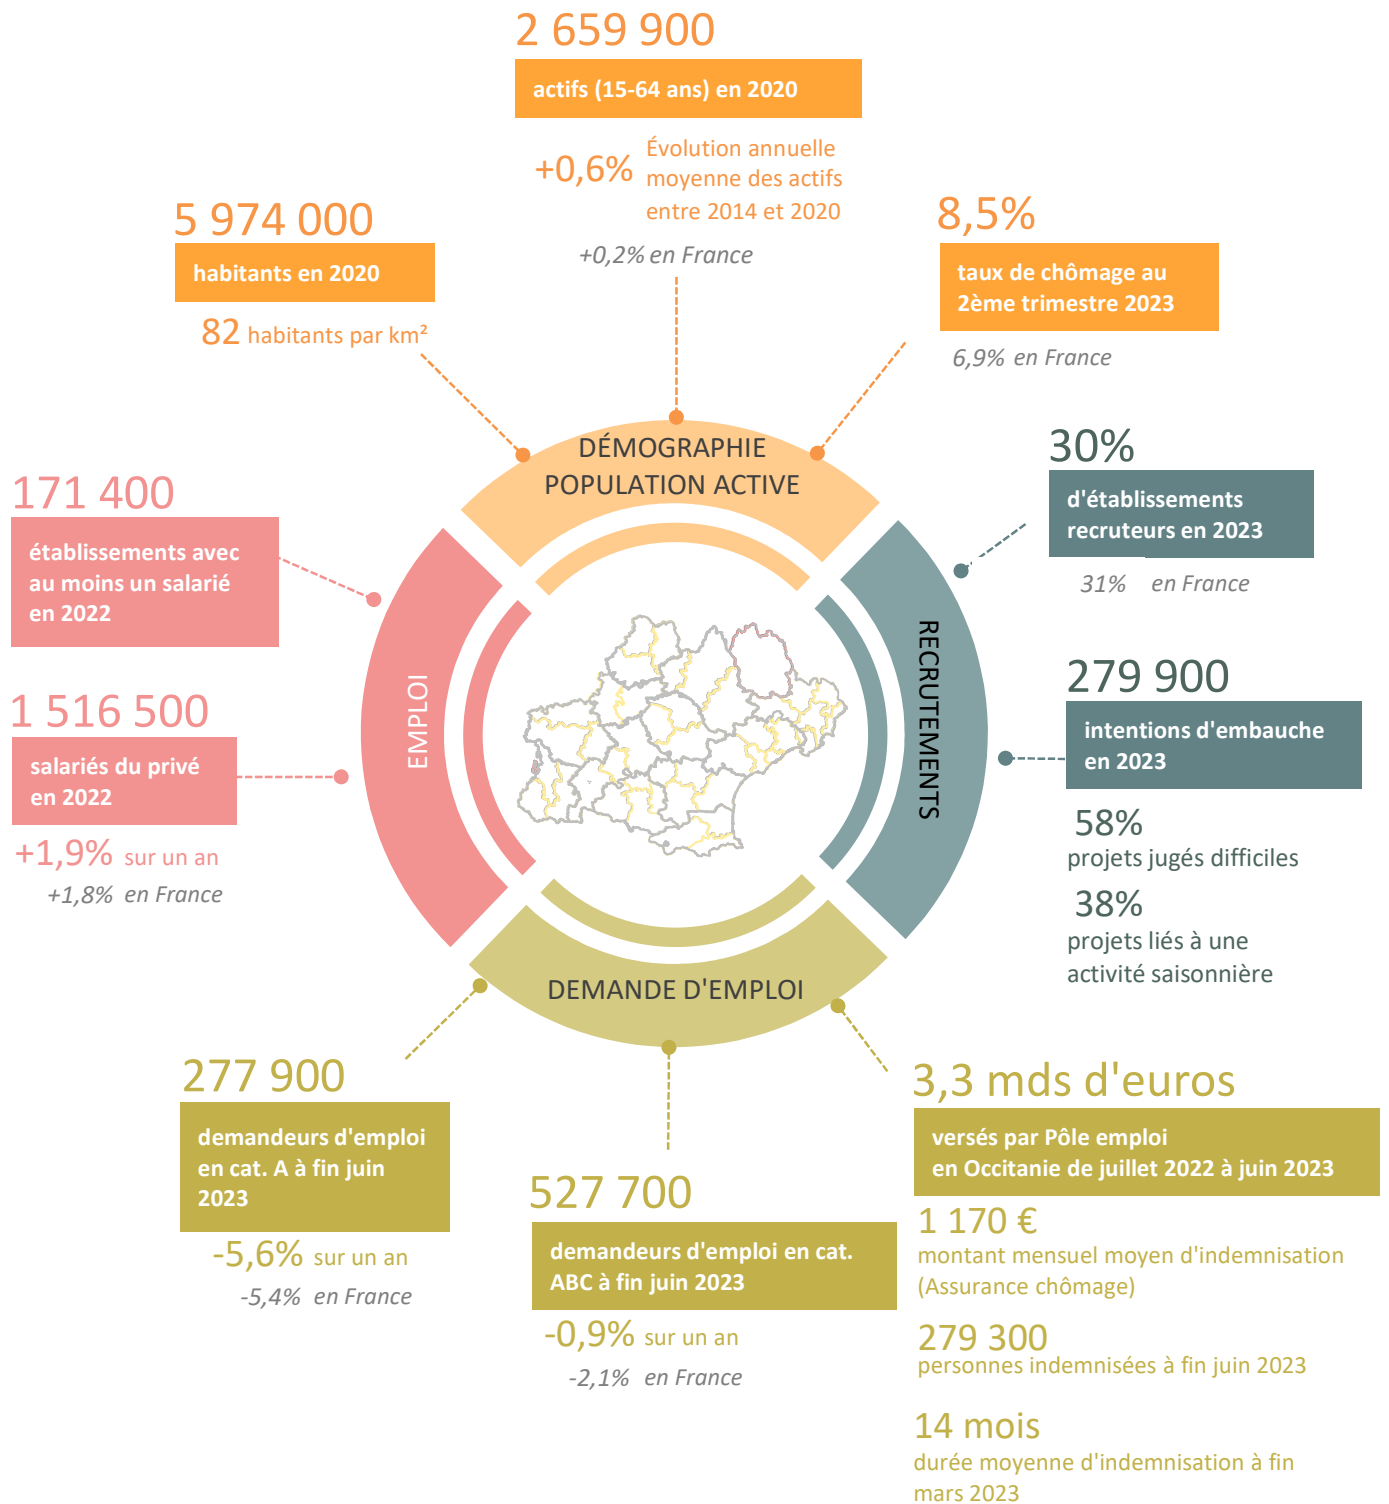 2 659 900
actifs (15-64 ans) en 2020
+0,6%
Évolution annuelle
moyenne des actifs
entre 2014 et 2020
+0,2% en France
5 974 000
habitants en 2020
82 habitants par km²
8,5%
taux de chômage au
2ème trimestre 2023
6,9% en France
DÉMOGRAPHIE
POPULATION ACTIVE
30%
d'établissements
recruteurs en 2023
31% en France
RECRUTEMENTS
279 900
intentions d'embauche
en 2023
58%
projets jugés difficiles
38%
projets liés à une
activité saisonnière
171 400
établissements avec
au moins un salarié
en 2022
EMPLOI
1 516 500
salariés du privé
en 2022
+1,9% sur un an
+1,8% en France
DEMANDE D'EMPLOI
277 900
demandeurs d'emploi
en cat. A à fin juin
2023
-5,6% sur un an
-5,4% en France
527 700
demandeurs d'emploi en cat.
ABC à fin juin 2023
-0,9% sur un an
-2,1% en France
3,3 mds d'euros
versés par Pôle emploi
en Occitanie de juillet 2022 à juin 2023
1 170 €
montant mensuel moyen d'indemnisation
(Assurance chômage)
279 300
personnes indemnisées à fin juin 2023
14 mois
durée moyenne d'indemnisation à fin
mars 2023